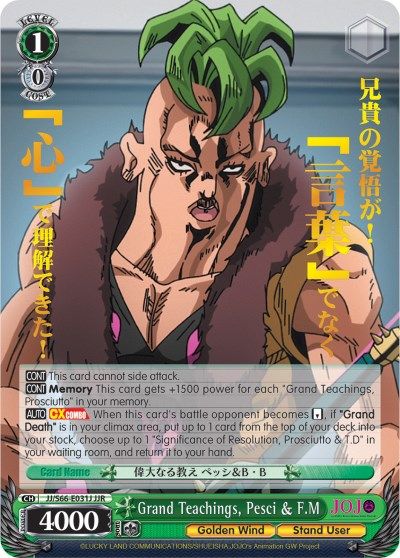 LEVEL
1
0
COST
兄貴の覚悟が！
「言葉」でなく
「心」で理解できた！
CONT This card cannot side attack.
CONT Memory This card gets +1500 power for each "Grand Teachings,
Prosciutto" in your memory.
AUTO CX COMBO When this card's battle opponent becomes, if "Grand
Death" is in your climax area, put up to 1 card from the top of your deck into
your stock, choose up to 1 "Significance of Resolution, Prosciutto & T.D" in
your waiting room, and return it to your hand.
Card Name 偉大なる教え ペッシ&B・B
CD JJ/S66-E031J JJR
Grand Teachings, Pesci & F.M
JOJO
4000
Golden Wind
Stand User
©LUCKY LAND COMMUNICATIONS/SHUEISHA,JOJO's Animation GW Project